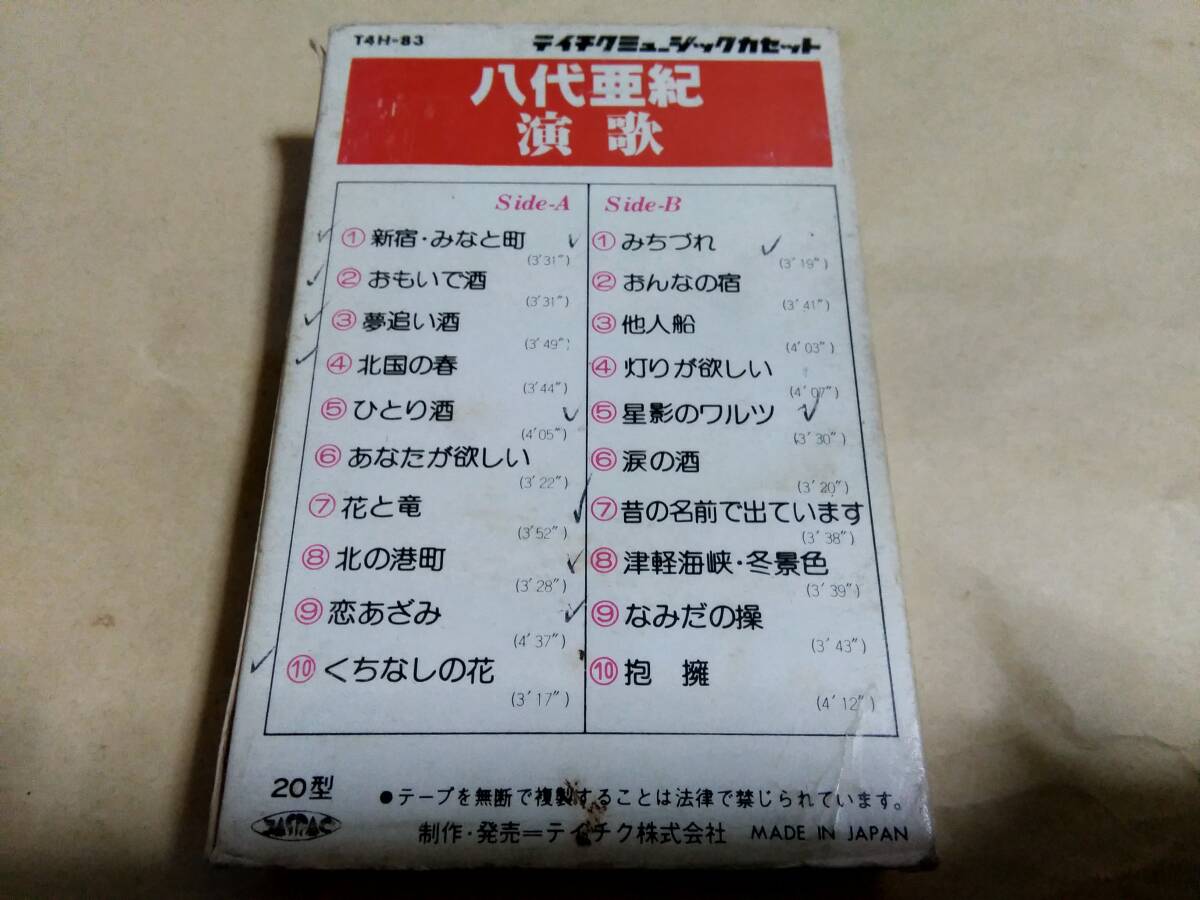 T4H-83
テイチクミュージックカセット
八代亜紀
演歌
Side-A
①新宿・みなと町
(3'31")
②おもいで酒
(3'31")
③夢追い酒
(3'49")
④北国の春
(3'44")
⑤ひとり酒
(4'05")
⑥あなたが欲しい
(3'22")
⑦花と竜
(3'52")
⑧北の港町
(3'28")
⑨恋あざみ
(4'37")
⑩くちなしの花
(3'17")
Side-B
①みちづれ
(3'19")
②おんなの宿
(3'41")
③他人船
(4'03")
④灯りが欲しい
(4'07")
⑤星影のワルツ
(3'30")
⑥涙の酒
(3'20")
⑦昔の名前で出ています
(3'38")
⑧津軽海峡・冬景色
(3'39")
⑨なみだの操
(3'43")
⑩抱擁
(4'12")
20型
●テープを無断で複製することは法律で禁じられています。
JASRAC
制作・発売=テイチク株式会社 MADE IN JAPAN